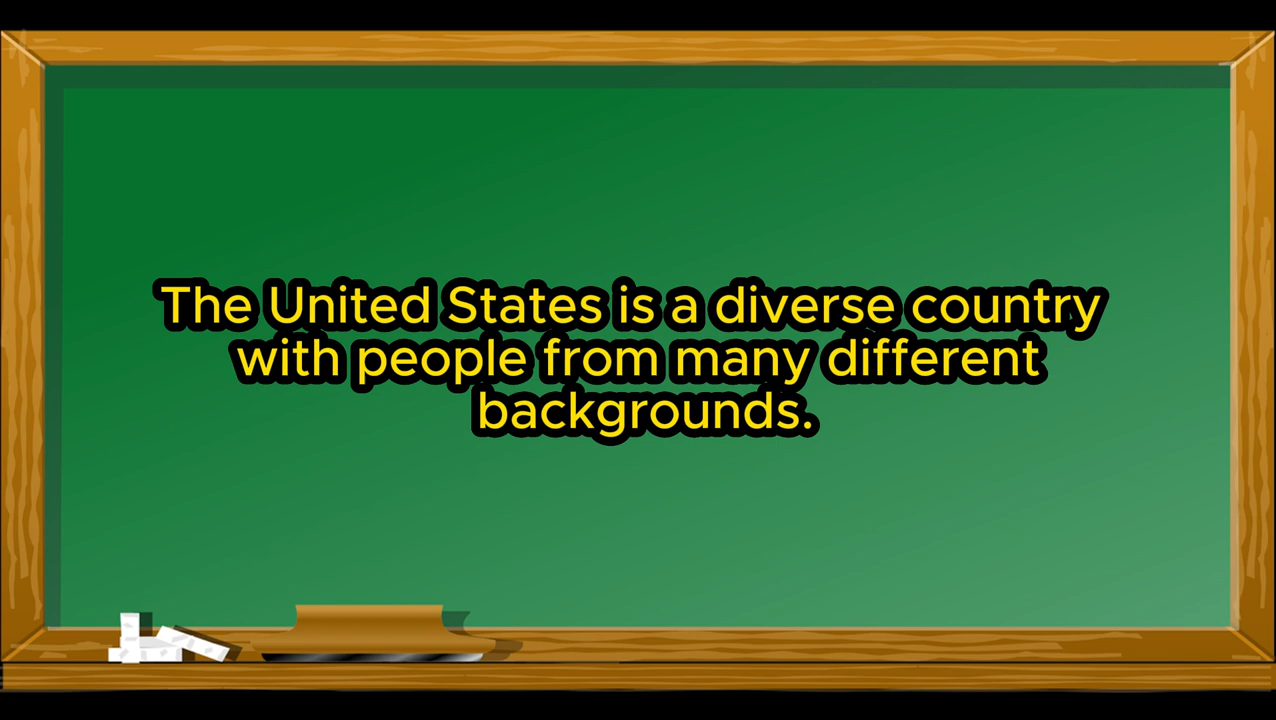 The United States is a diverse country
with people from many different
backgrounds.